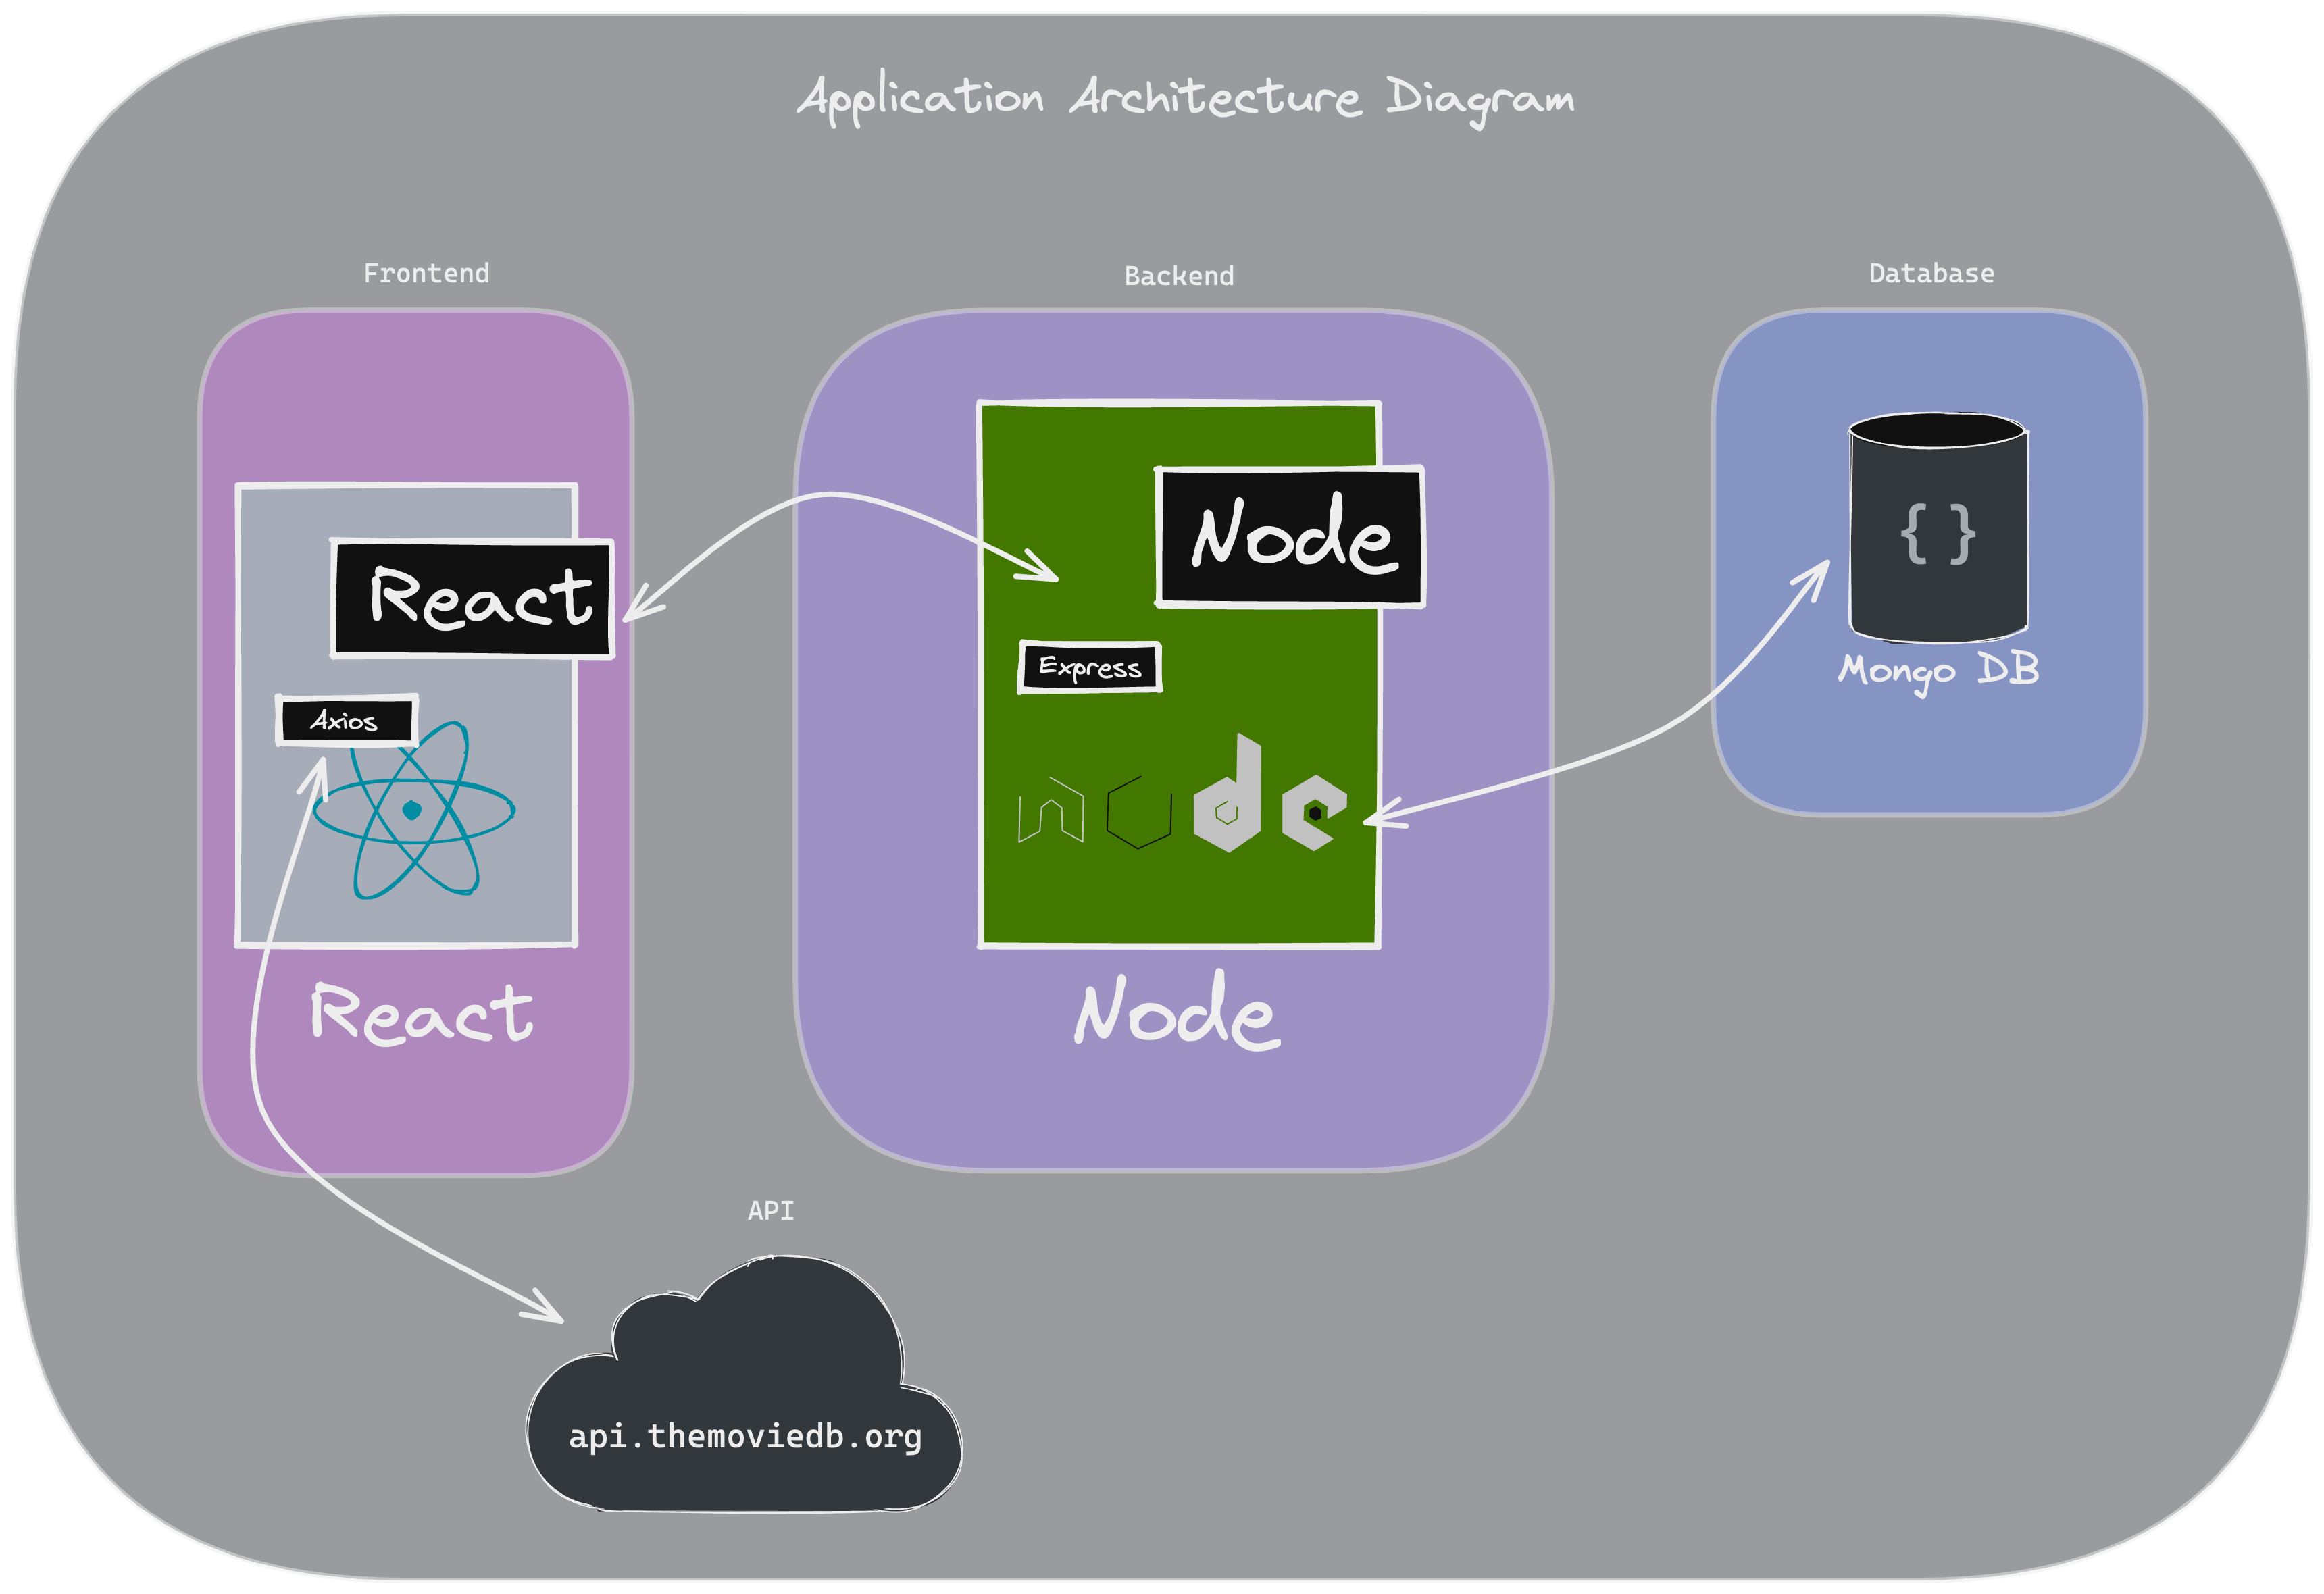 Application Architecture Diagram
Frontend
Backend
Database
React
Axios
React
Node
Express
node
Node
{ }
Mongo DB
API
api.themoviedb.org